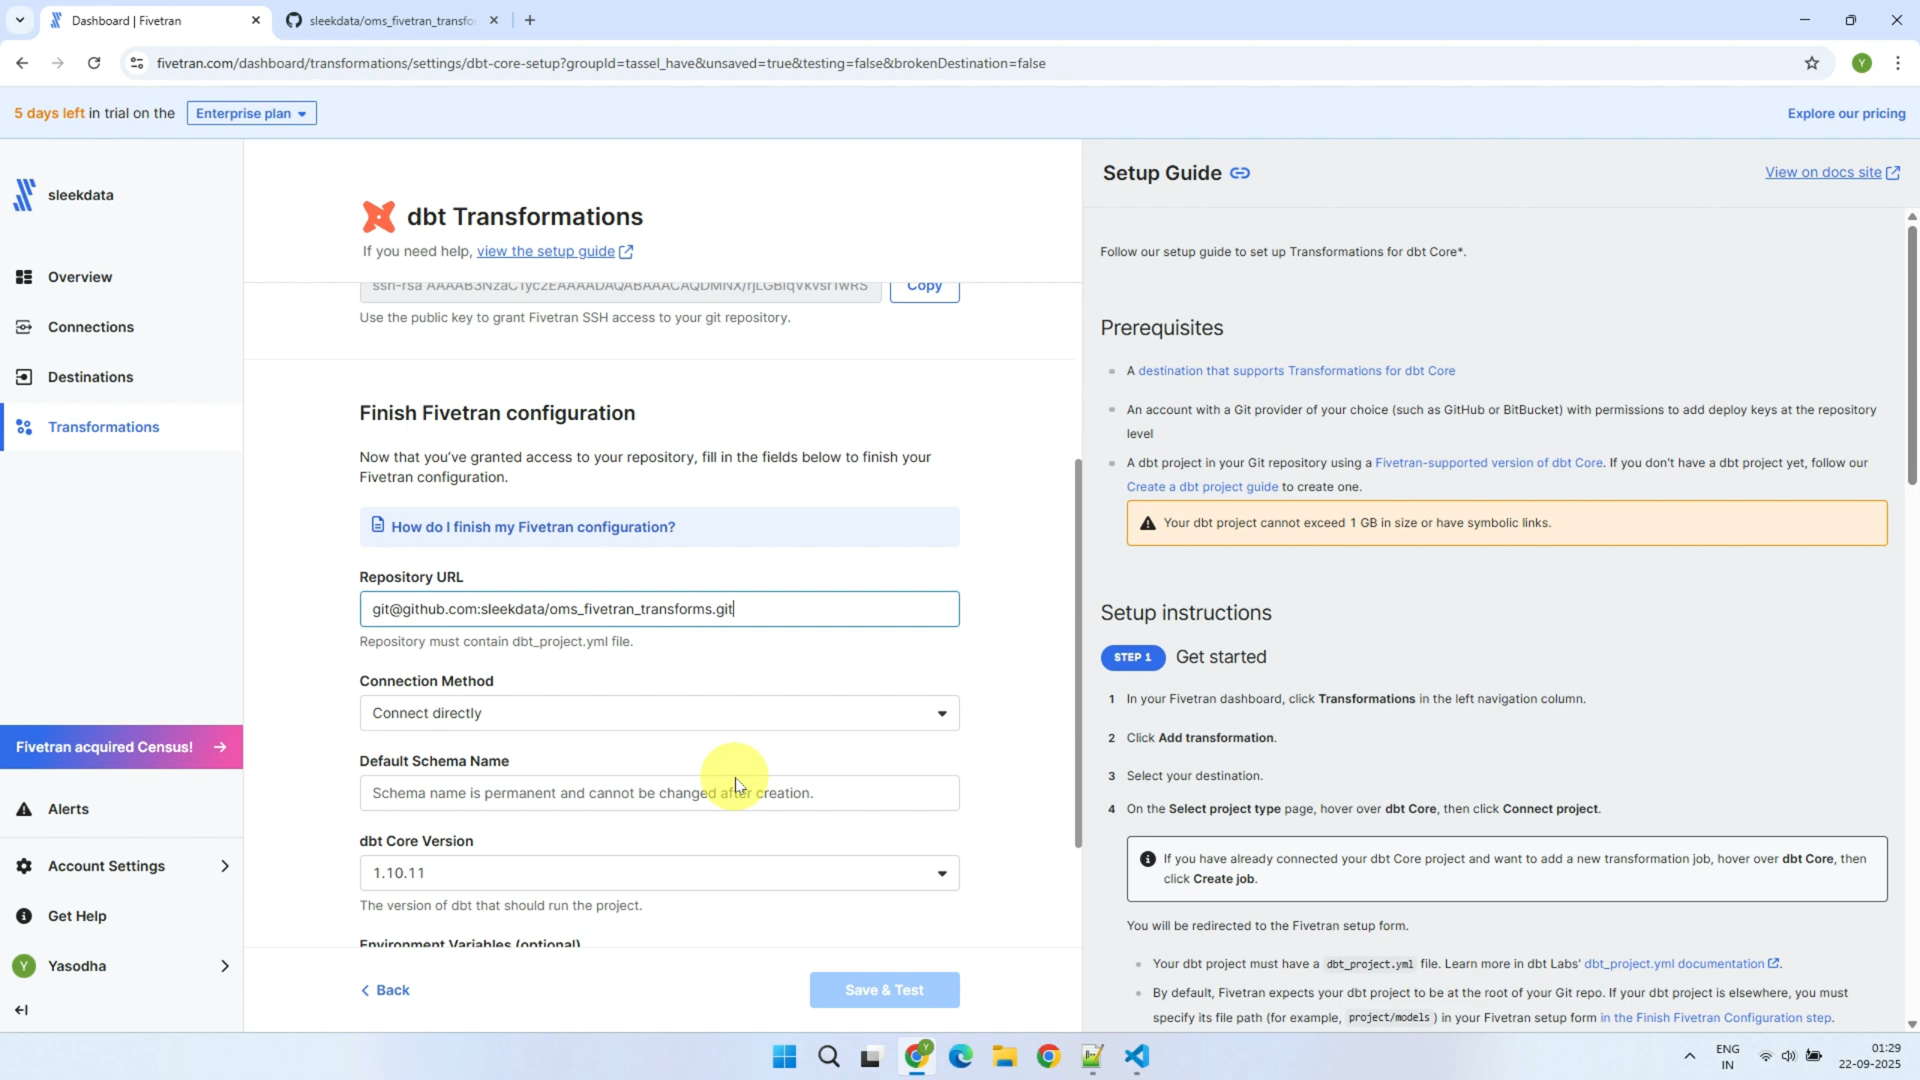 Dashboard | Fivetran
sleekdata/oms_fivetran_transfo
fivetran.com/dashboard/transformations/settings/dbt-core-setup?groupId=tassel_have&unsaved=true&testing=false&brokenDestination=false
Y
5 days left in trial on the
Enterprise plan
Explore our pricing
sleekdata
Overview
Connections
Destinations
Transformations
Fivetran acquired Census!
Alerts
Account Settings
Get Help
Y
Yasodha
dbt Transformations
If you need help, view the setup guide
Copy
Use the public key to grant Fivetran SSH access to your git repository.
Finish Fivetran configuration
Now that you've granted access to your repository, fill in the fields below to finish your
Fivetran configuration.
How do I finish my Fivetran configuration?
Repository URL
git@github.com:sleekdata/oms_fivetran_transforms.git
Repository must contain dbt_project.yml file.
Connection Method
Connect directly
Default Schema Name
Schema name is permanent and cannot be changed after creation.
dbt Core Version
1.10.11
The version of dbt that should run the project.
Environment Variables (optional)
Back
Save & Test
Setup Guide
View on docs site
Follow our setup guide to set up Transformations for dbt Core*.
Prerequisites
A destination that supports Transformations for dbt Core
An account with a Git provider of your choice (such as GitHub or BitBucket) with permissions to add deploy keys at the repository
level
A dbt project in your Git repository using a Fivetran-supported version of dbt Core. If you don't have a dbt project yet, follow our
Create a dbt project guide to create one.
Your dbt project cannot exceed 1 GB in size or have symbolic links.
Setup instructions
STEP 1 Get started
1 In your Fivetran dashboard, click Transformations in the left navigation column.
2 Click Add transformation.
3 Select your destination.
4 On the Select project type page, hover over dbt Core, then click Connect project.
If you have already connected your dbt Core project and want to add a new transformation job, hover over dbt Core, then
click Create job.
You will be redirected to the Fivetran setup form.
Your dbt project must have a dbt_project.yml file. Learn more in dbt Labs' dbt_project.yml documentation.
By default, Fivetran expects your dbt project to be at the root of your Git repo. If your dbt project is elsewhere, you must
specify its file path (for example, project/models ) in your Fivetran setup form in the Finish Fivetran Configuration step.
ENG
IN
01:29
22-09-2025